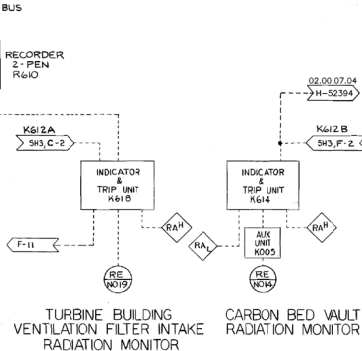 BUS
RECORDER
2-PEN
R610
02.00.07.04
H-52394
K612A
SH3, C-2
K612B
SH3, F-2
INDICATOR
&
TRIP UNIT
K618
INDICATOR
&
TRIP UNIT
K614
RAH
RAH
F-11
RAL
AUX
UNIT
K005
RE
N019
RE
N014
TURBINE BUILDING
VENTILATION FILTER INTAKE
RADIATION MONITOR
CARBON BED VAULT
RADIATION MONITOR